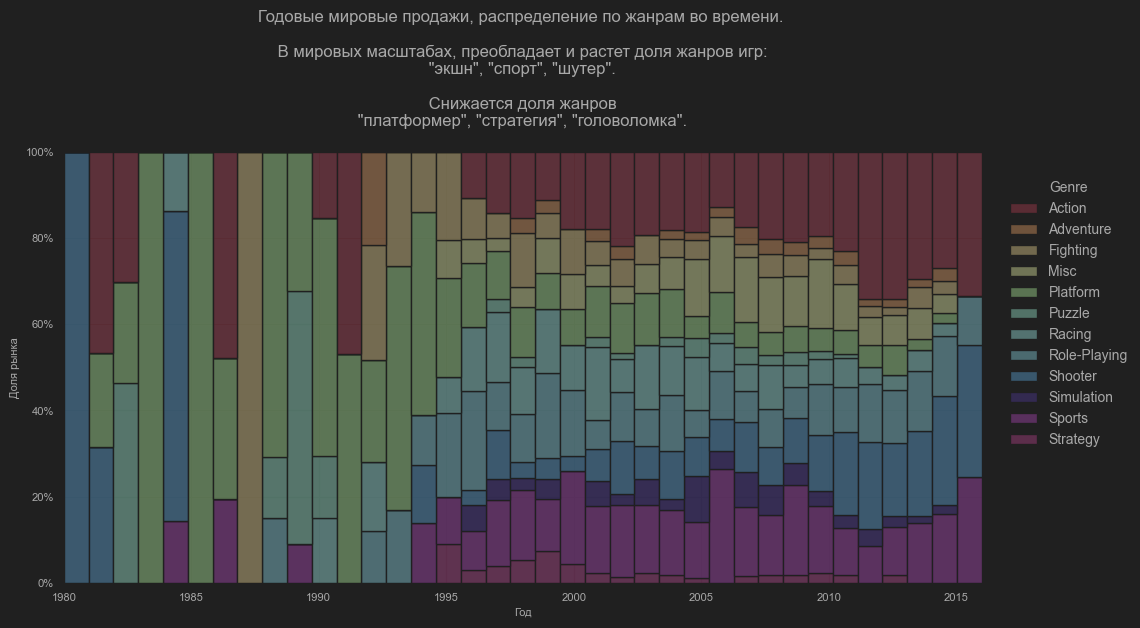 Годовые мировые продажи, распределение по жанрам во времени.
В мировых масштабах, преобладает и растет доля жанров игр:
"экшн", "спорт", "шутер".
Снижается доля жанров
"платформер", "стратегия", "головоломка".
100%
80%
60%
40%
20%
0%
Доля рынка
1980
1985
1990
1995
2000
2005
2010
2015
Год
Genre
Action
Adventure
Fighting
Misc
Platform
Puzzle
Racing
Role-Playing
Shooter
Simulation
Sports
Strategy